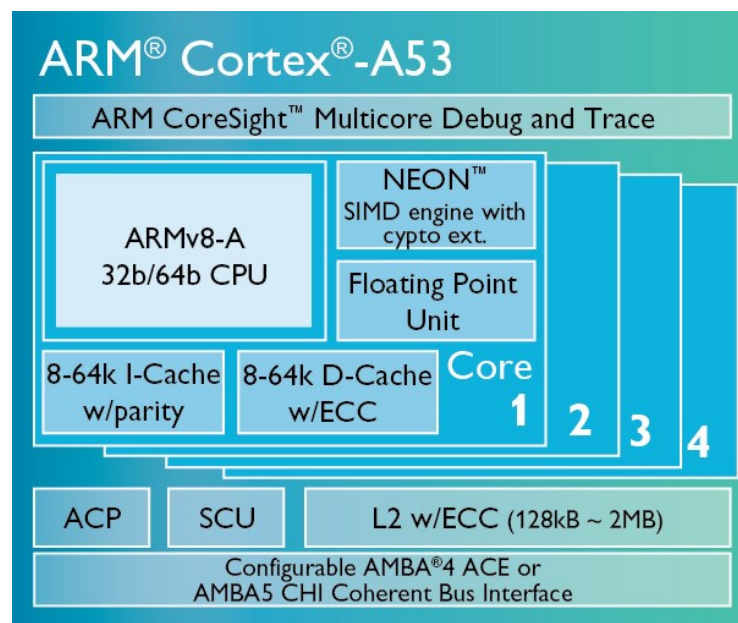 ARM® Cortex®-A53
ARM CoreSight™ Multicore Debug and Trace
ARMv8-A
32b/64b CPU
NEON™
SIMD engine with
cypto ext.
Floating Point
Unit
8-64k I-Cache
w/parity
8-64k D-Cache
w/ECC
Core
1
2
3
4
ACP
SCU
L2 w/ECC (128kB ~ 2MB)
Configurable AMBA®4 ACE or
AMBA5 CHI Coherent Bus Interface